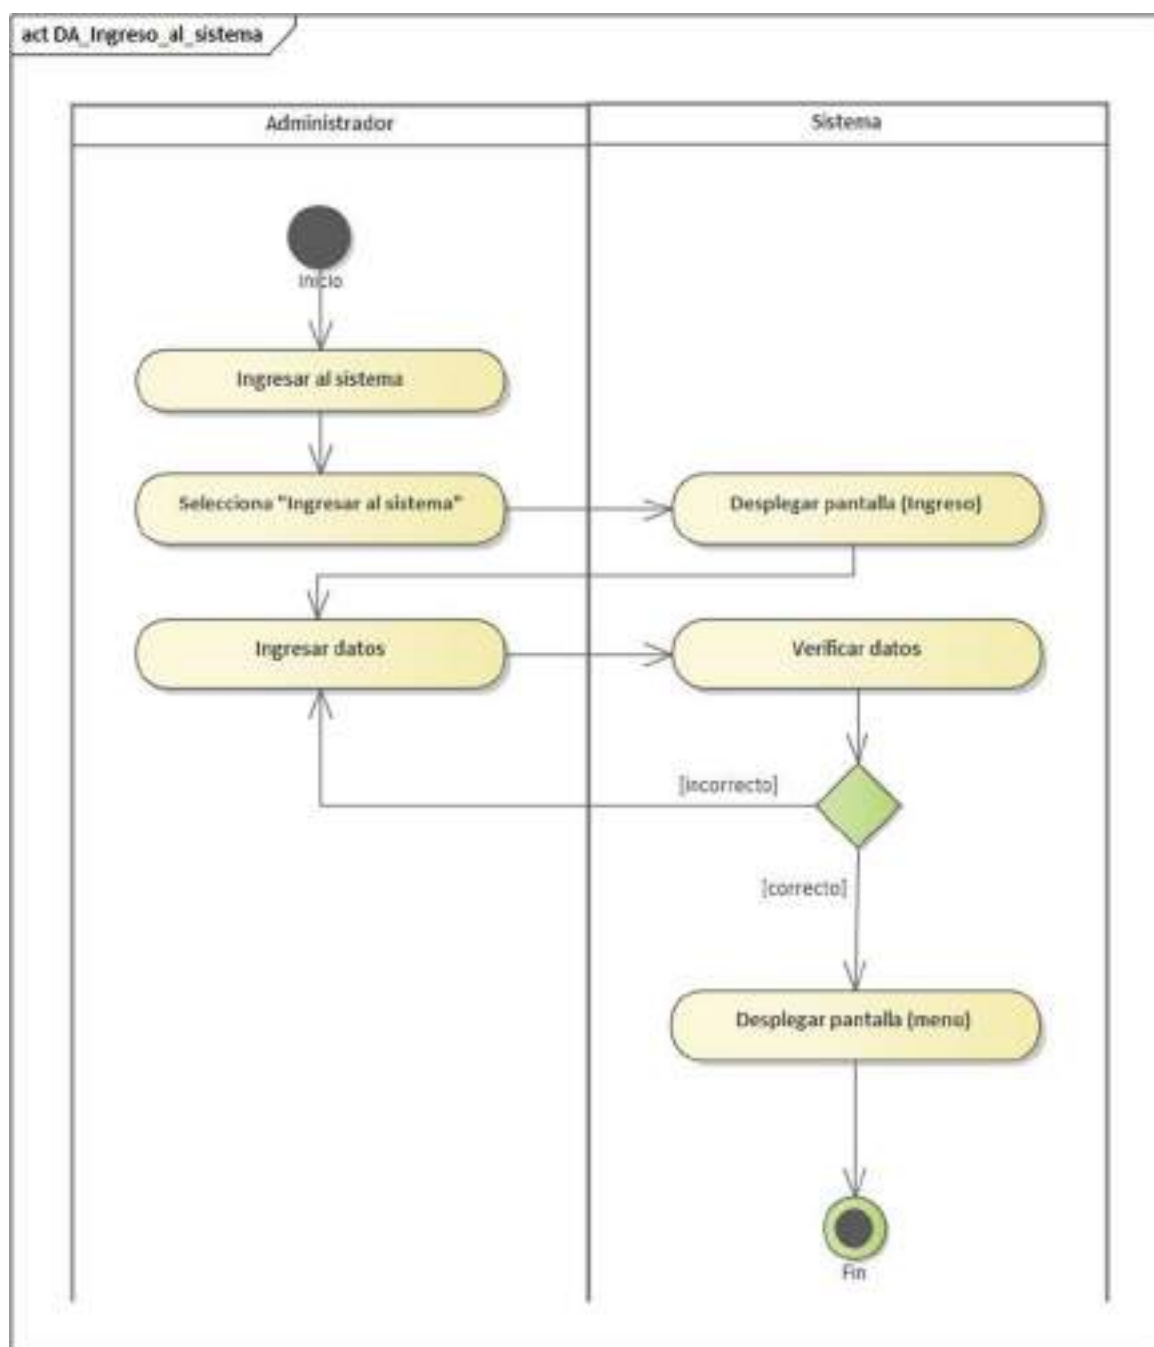 act DA_Ingreso_al_sistema
Administrador
Sistema
Inicio
Ingresar al sistema
Selecciona "Ingresar al sistema"
Desplegar pantalla (Ingreso)
Ingresar datos
Verificar datos
[incorrecto]
[correcto]
Desplegar pantalla (menu)
Fin